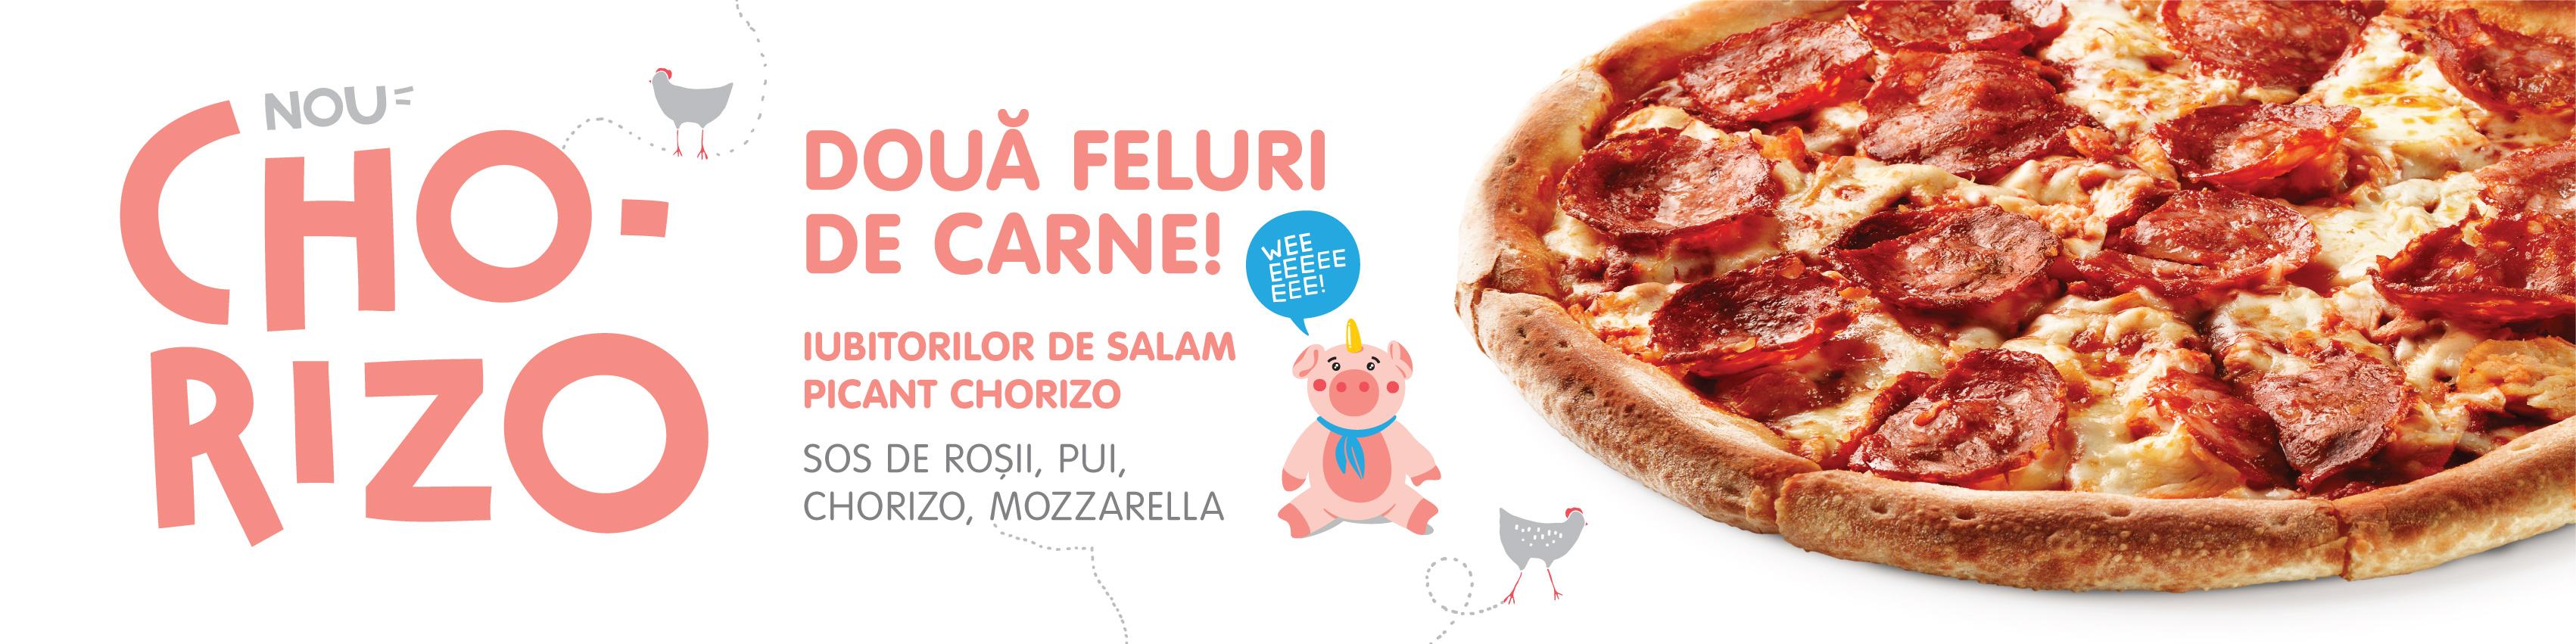 NOU
CHO-
RIZO
DOUĂ FELURI
DE CARNE!
WEE
EEEEE
EEE!
IUBITORILOR DE SALAM
PICANT CHORIZO
SOS DE ROȘII, PUI,
CHORIZO, MOZZARELLA